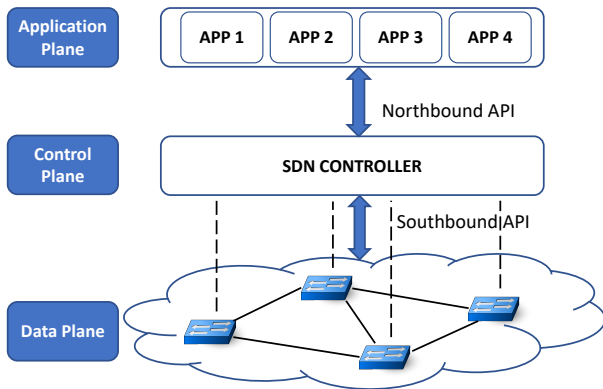 Application
Plane
APP 1
APP 2
APP 3
APP 4
Northbound API
Control
Plane
SDN CONTROLLER
Southbound API
Data Plane